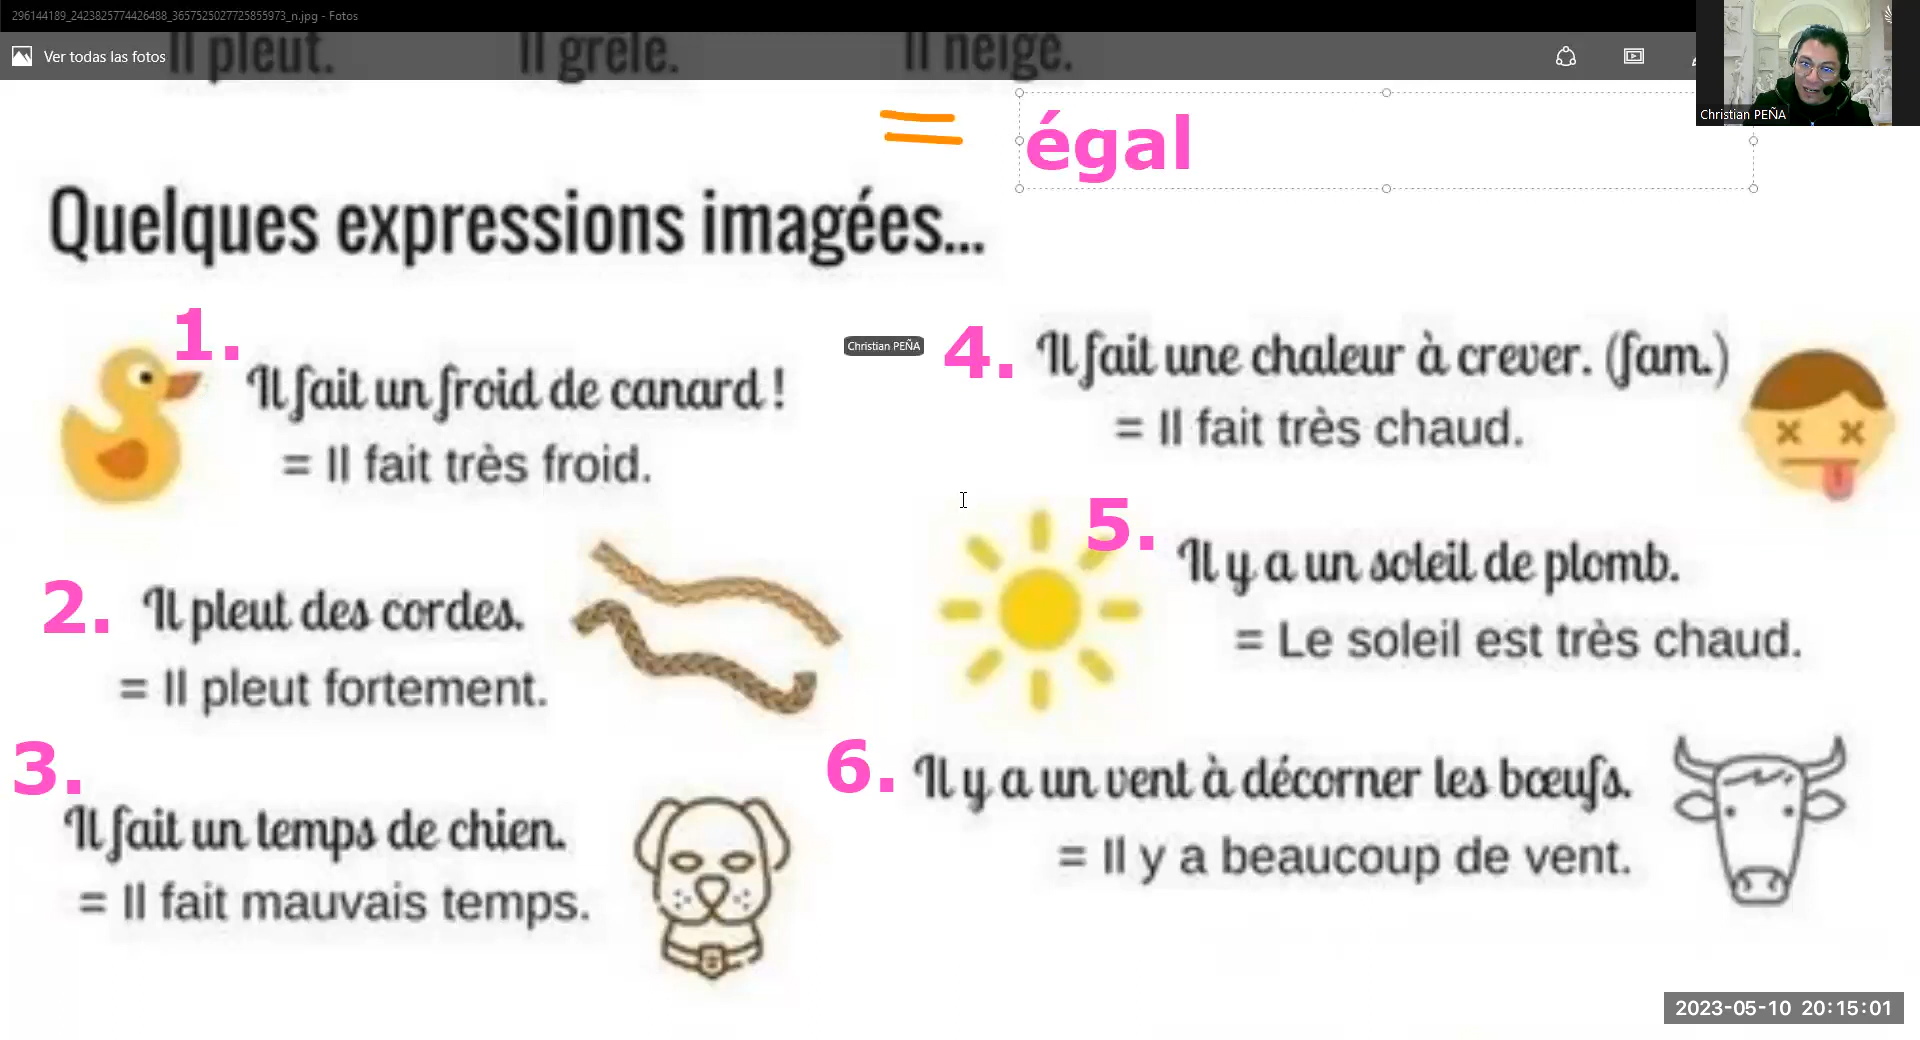 296144189_2423825774426488_3657525027725855973_n.jpg - Fotos
Ver todas las fotos
Il pleut.
Il grêle.
Il neige.
Christian PEÑA
= égal
Quelques expressions imagées...
1.
Il fait un froid de canard !
= Il fait très froid.
2.
Il pleut des cordes.
= Il pleut fortement.
3.
Il fait un temps de chien.
= Il fait mauvais temps.
Christian PEÑA
4.
Il fait une chaleur à crever. (fam.)
= Il fait très chaud.
5.
Il y a un soleil de plomb.
= Le soleil est très chaud.
6.
Il y a un vent à décorner les bœufs.
= Il y a beaucoup de vent.
2023-05-10 20:15:01